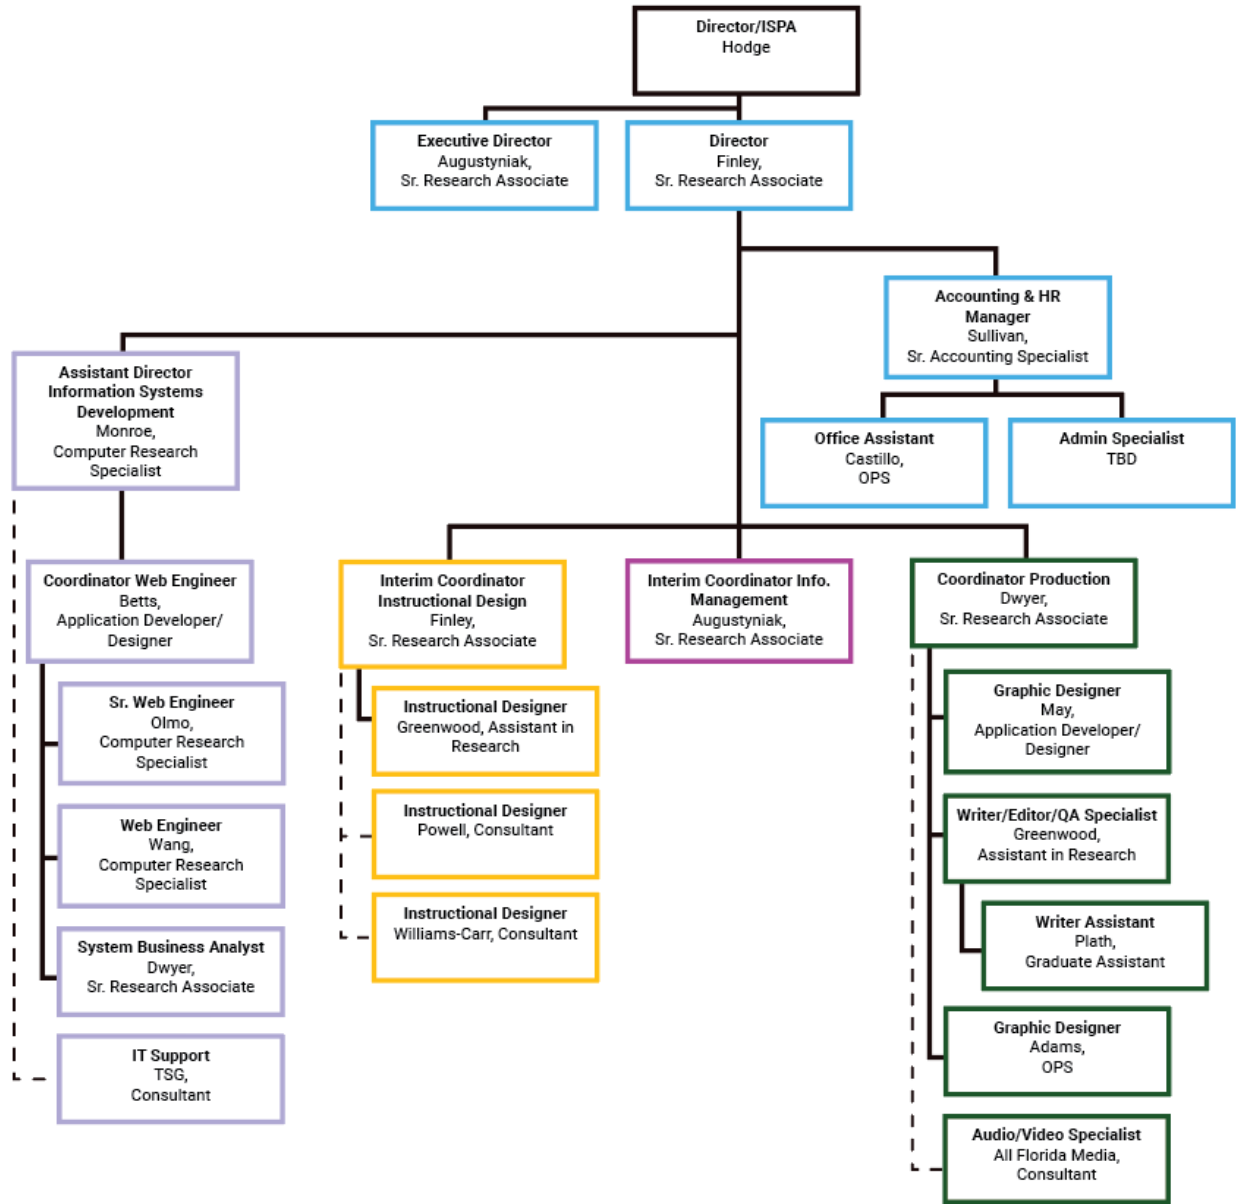 Director/ISPA
Hodge
Executive Director
Augustyniak,
Sr. Research Associate
Director
Finley,
Sr. Research Associate
Accounting & HR
Manager
Sullivan,
Sr. Accounting Specialist
Office Assistant
Castillo,
OPS
Admin Specialist
TBD
Assistant Director
Information Systems
Development
Monroe,
Computer Research
Specialist
Coordinator Web Engineer
Betts,
Application Developer/
Designer
Sr. Web Engineer
Olmo,
Computer Research
Specialist
Web Engineer
Wang,
Computer Research
Specialist
System Business Analyst
Dwyer,
Sr. Research Associate
IT Support
TSG,
Consultant
Interim Coordinator
Instructional Design
Finley,
Sr. Research Associate
Instructional Designer
Greenwood, Assistant in
Research
Instructional Designer
Powell, Consultant
Instructional Designer
Williams-Carr, Consultant
Interim Coordinator Info.
Management
Augustyniak,
Sr. Research Associate
Coordinator Production
Dwyer,
Sr. Research Associate
Graphic Designer
May,
Application Developer/
Designer
Writer/Editor/QA Specialist
Greenwood,
Assistant in Research
Writer Assistant
Plath,
Graduate Assistant
Graphic Designer
Adams,
OPS
Audio/Video Specialist
All Florida Media,
Consultant